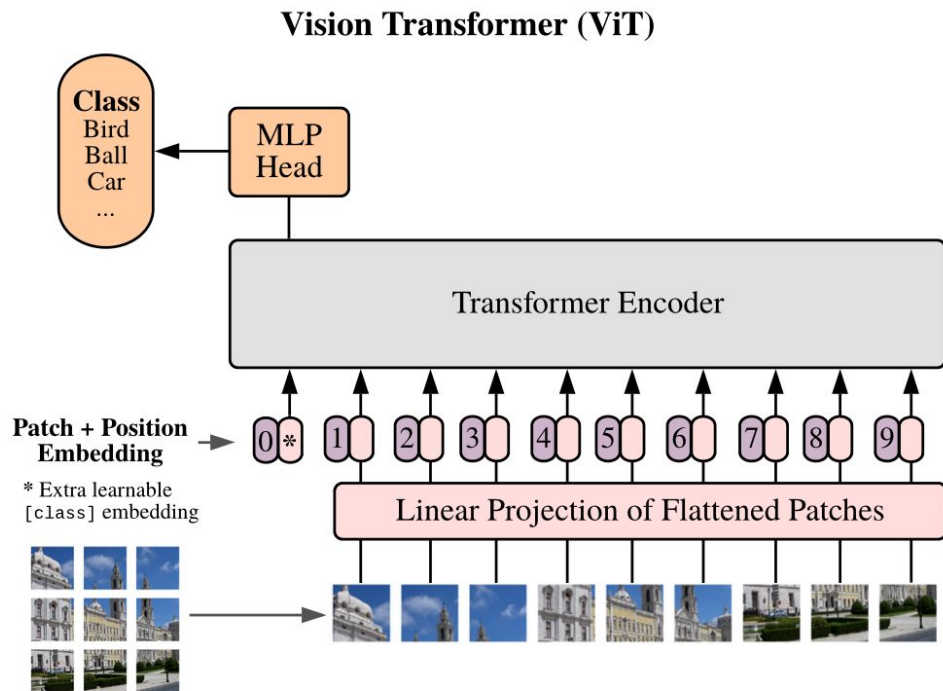 Vision Transformer (ViT)
Class
Bird
Ball
Car
...
MLP
Head
Transformer Encoder
Patch + Position
Embedding
0 * 1 2 3 4 5 6 7 8 9
* Extra learnable
[class] embedding
Linear Projection of Flattened Patches